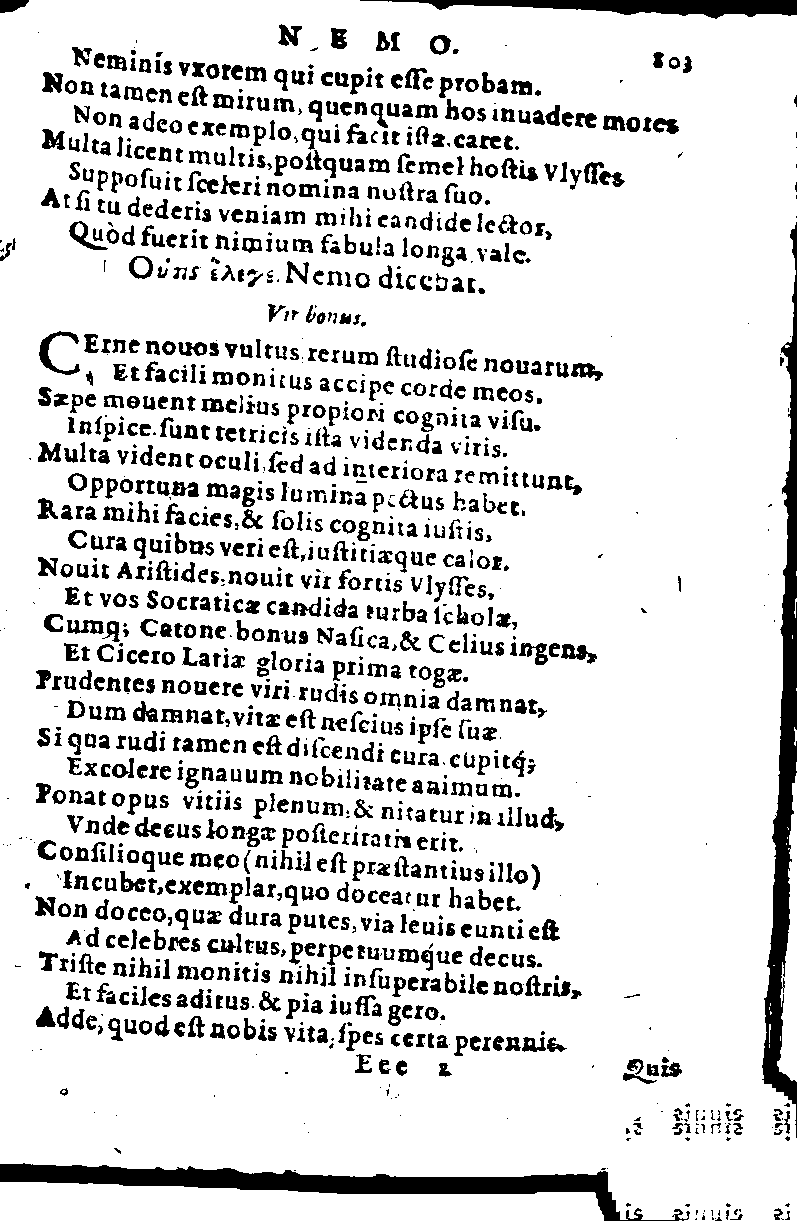 NEMO. 803
Neminis vxorem qui cupit eſſe probam.
Non tamen eſt mirum, quenquam hos inuadere mores
Non adeo exemplo, qui facit iſta. caret.
Multa licent multis, poſtquam ſemel hoſtis Vlyſſes
Suppoſuit ſceleri nomina noſtra ſuo.
At ſi tu dederis veniam mihi candide lector,
Quòd fuerit nimium fabula longa. vale.
Οὐτις ἔλεγε. Nemo dicebat.
Vir bonus.
CErne nouos vultus rerum ſtudioſe nouarum,
Et facili monitus accipe corde meos.
Sæpe mouent melius propiori cognita viſu.
Inſpice. ſunt tetricis iſta videnda viris.
Multa vident oculi, ſed ad interiora remittunt,
Opportuna magis lumina pectus habet.
Rara mihi facies, & ſolis cognita iuſtis,
Cura quibus veri eſt, iuſtitiæque calor.
Nouit Ariſtides, nouit vir fortis Vlyſſes,
Et vos Socraticæ candida turba ſcholæ,
Cumq; Catone bonus Naſica, & Celius ingens,
Et Cicero Latiæ gloria prima togæ.
Prudentes nouere viri rudis omnia damnat,
Dum damnat, vitæ eſt neſcius ipſe ſuæ
Si qua rudi tamen eſt diſcendi cura. cupitq́;
Excolere ignauum nobilitate animum.
Ponat opus vitiis plenum, & nitatur in illud,
Vnde decus longæ poſteritatis erit.
Conſilioque meo (nihil eſt præſtantius illo)
Incubet, exemplar, quo doceatur habet.
Non doceo, quæ dura putes, via leuis eunti eſt
Ad celebres cultus, perpetuumq́ue decus.
Triſte nihil monitis nihil inſuperabile noſtris,
Et faciles aditus & pia iuſſa gero.
Adde, quod eſt nobis vita, ſpes certa perennis.
Eee 2 Quis